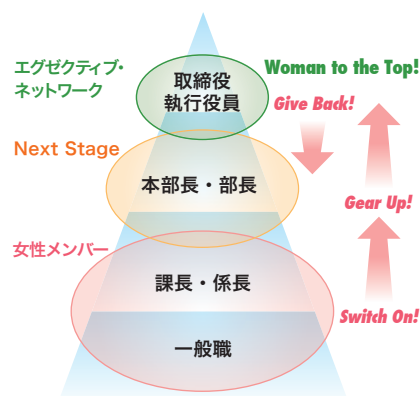 エグゼクティブ・
ネットワーク
取締役
執行役員
Woman to the Top!
Give Back!
Next Stage
本部長・部長
Gear Up!
女性メンバー
課長・係長
Switch On!
一般職